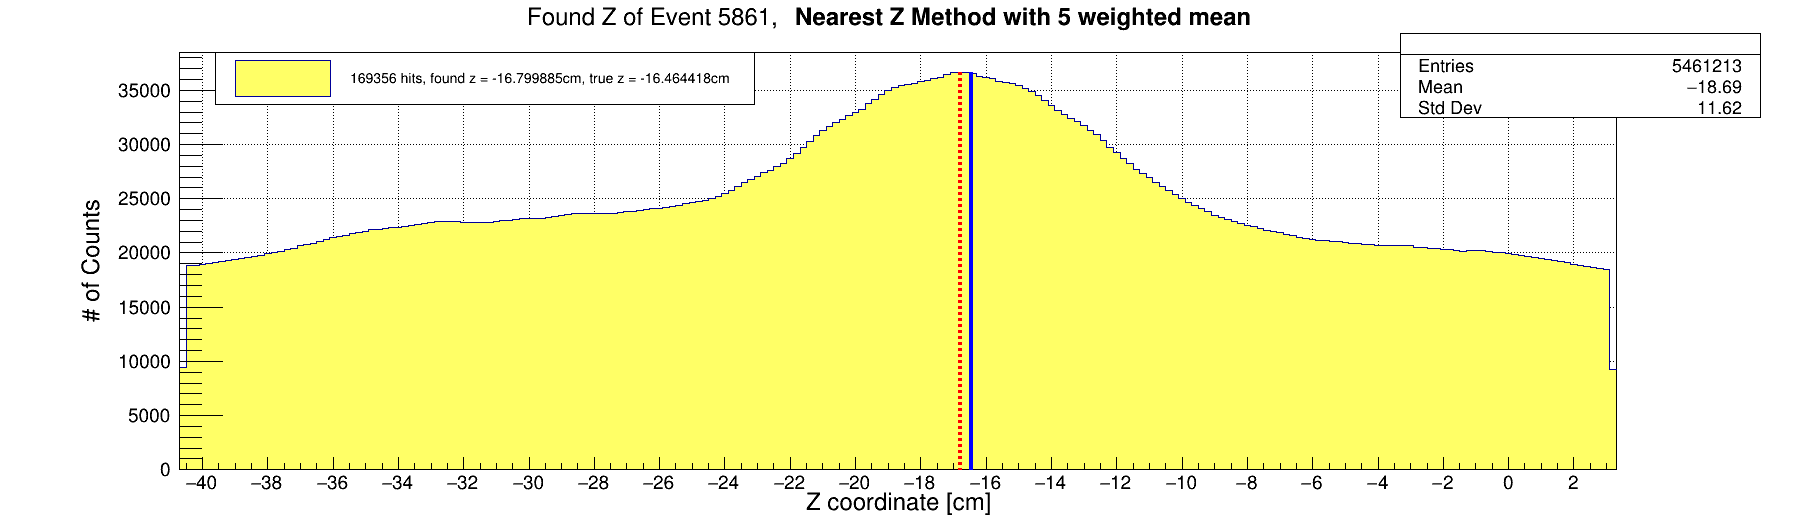 Found Z of Event 5861, Nearest Z Method with 5 weighted mean
169356 hits, found z = -16.799885cm, true z = -16.464418cm
Entries 5461213
Mean −18.69
Std Dev 11.62
# of Counts
35000
30000
25000
20000
15000
10000
5000
0
−40 −38 −36 −34 −32 −30 −28 −26 −24 −22 −20 −18 −16 −14 −12 −10 −8 −6 −4 −2 0 2
Z coordinate [cm]